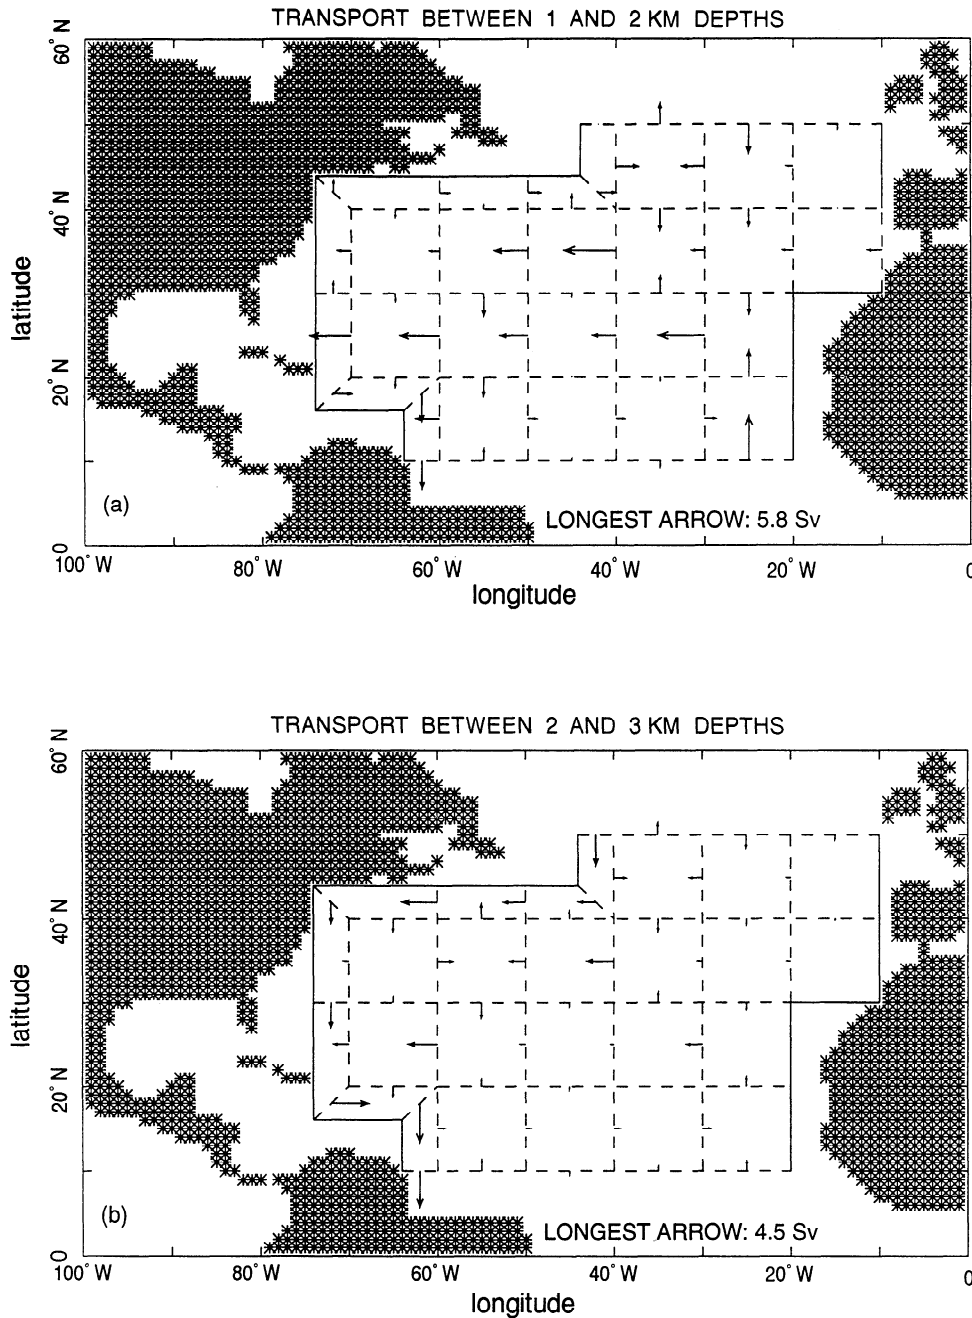 TRANSPORT BETWEEN 1 AND 2 KM DEPTHS
60° N
40° N
20° N
0
latitude
(a)
LONGEST ARROW: 5.8 Sv
100° W 80° W 60° W 40° W 20° W 0
longitude
TRANSPORT BETWEEN 2 AND 3 KM DEPTHS
60° N
40° N
20° N
0
latitude
(b)
LONGEST ARROW: 4.5 Sv
100° W 80° W 60° W 40° W 20° W 0
longitude